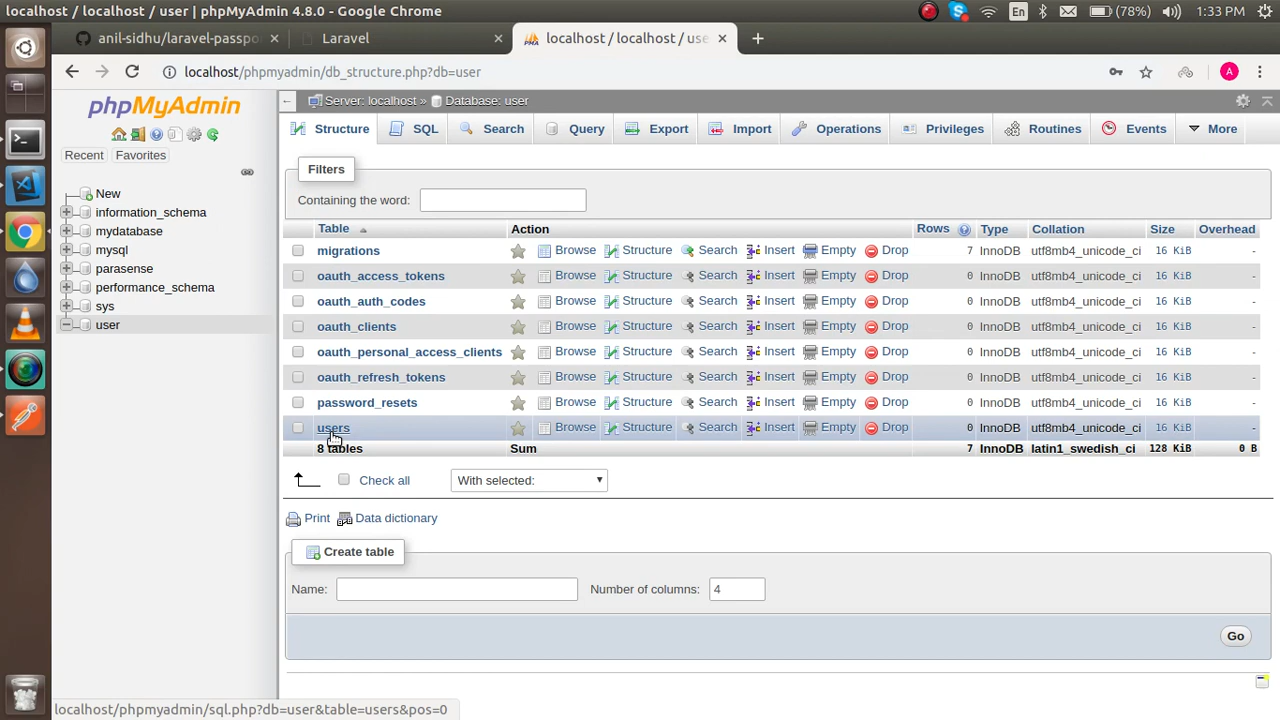 localhost / localhost / user | phpMyAdmin 4.8.0 - Google Chrome
En
(78%)
1:33 PM
anil-sidhu/laravel-passpo
Laravel
localhost / localhost / use
localhost/phpmyadmin/db_structure.php?db=user
A
phpMyAdmin
Recent
Favorites
New
information_schema
mydatabase
mysql
parasense
performance_schema
sys
user
Server: localhost » Database: user
Structure SQL Search Query Export Import Operations Privileges Routines Events More
Filters
Containing the word:
Table Action Rows Type Collation Size Overhead
migrations Browse Structure Search Insert Empty Drop 7 InnoDB utf8mb4_unicode_ci 16 KiB -
oauth_access_tokens Browse Structure Search Insert Empty Drop 0 InnoDB utf8mb4_unicode_ci 16 KiB -
oauth_auth_codes Browse Structure Search Insert Empty Drop 0 InnoDB utf8mb4_unicode_ci 16 KiB -
oauth_clients Browse Structure Search Insert Empty Drop 0 InnoDB utf8mb4_unicode_ci 16 KiB -
oauth_personal_access_clients Browse Structure Search Insert Empty Drop 0 InnoDB utf8mb4_unicode_ci 16 KiB -
oauth_refresh_tokens Browse Structure Search Insert Empty Drop 0 InnoDB utf8mb4_unicode_ci 16 KiB -
password_resets Browse Structure Search Insert Empty Drop 0 InnoDB utf8mb4_unicode_ci 16 KiB -
users Browse Structure Search Insert Empty Drop 0 InnoDB utf8mb4_unicode_ci 16 KiB -
8 tables Sum 7 InnoDB latin1_swedish_ci 128 KiB 0 B
Check all
With selected:
Print
Data dictionary
Create table
Name:
Number of columns: 4
Go
localhost/phpmyadmin/sql.php?db=user&table=users&pos=0